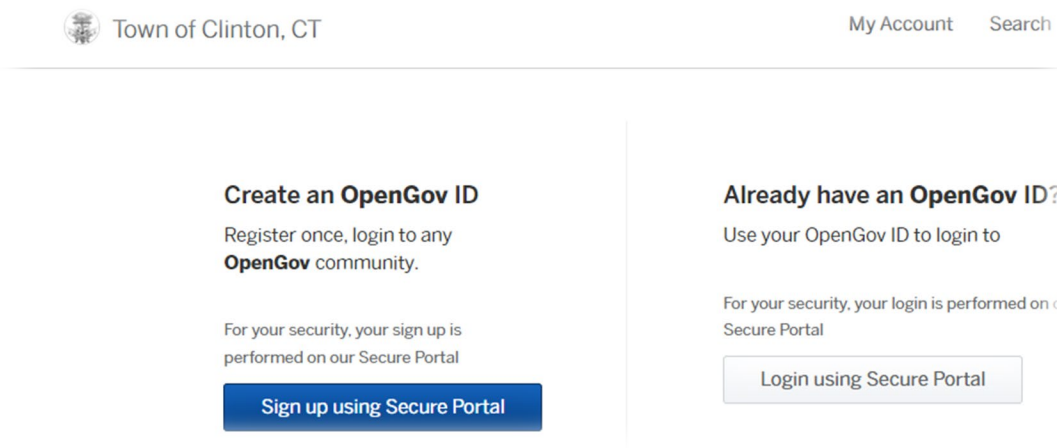 Town of Clinton, CT
My Account
Search
Create an OpenGov ID
Register once, login to any
OpenGov community.
For your security, your sign up is
performed on our Secure Portal
Sign up using Secure Portal
Already have an OpenGov ID?
Use your OpenGov ID to login to
For your security, your login is performed on
Secure Portal
Login using Secure Portal